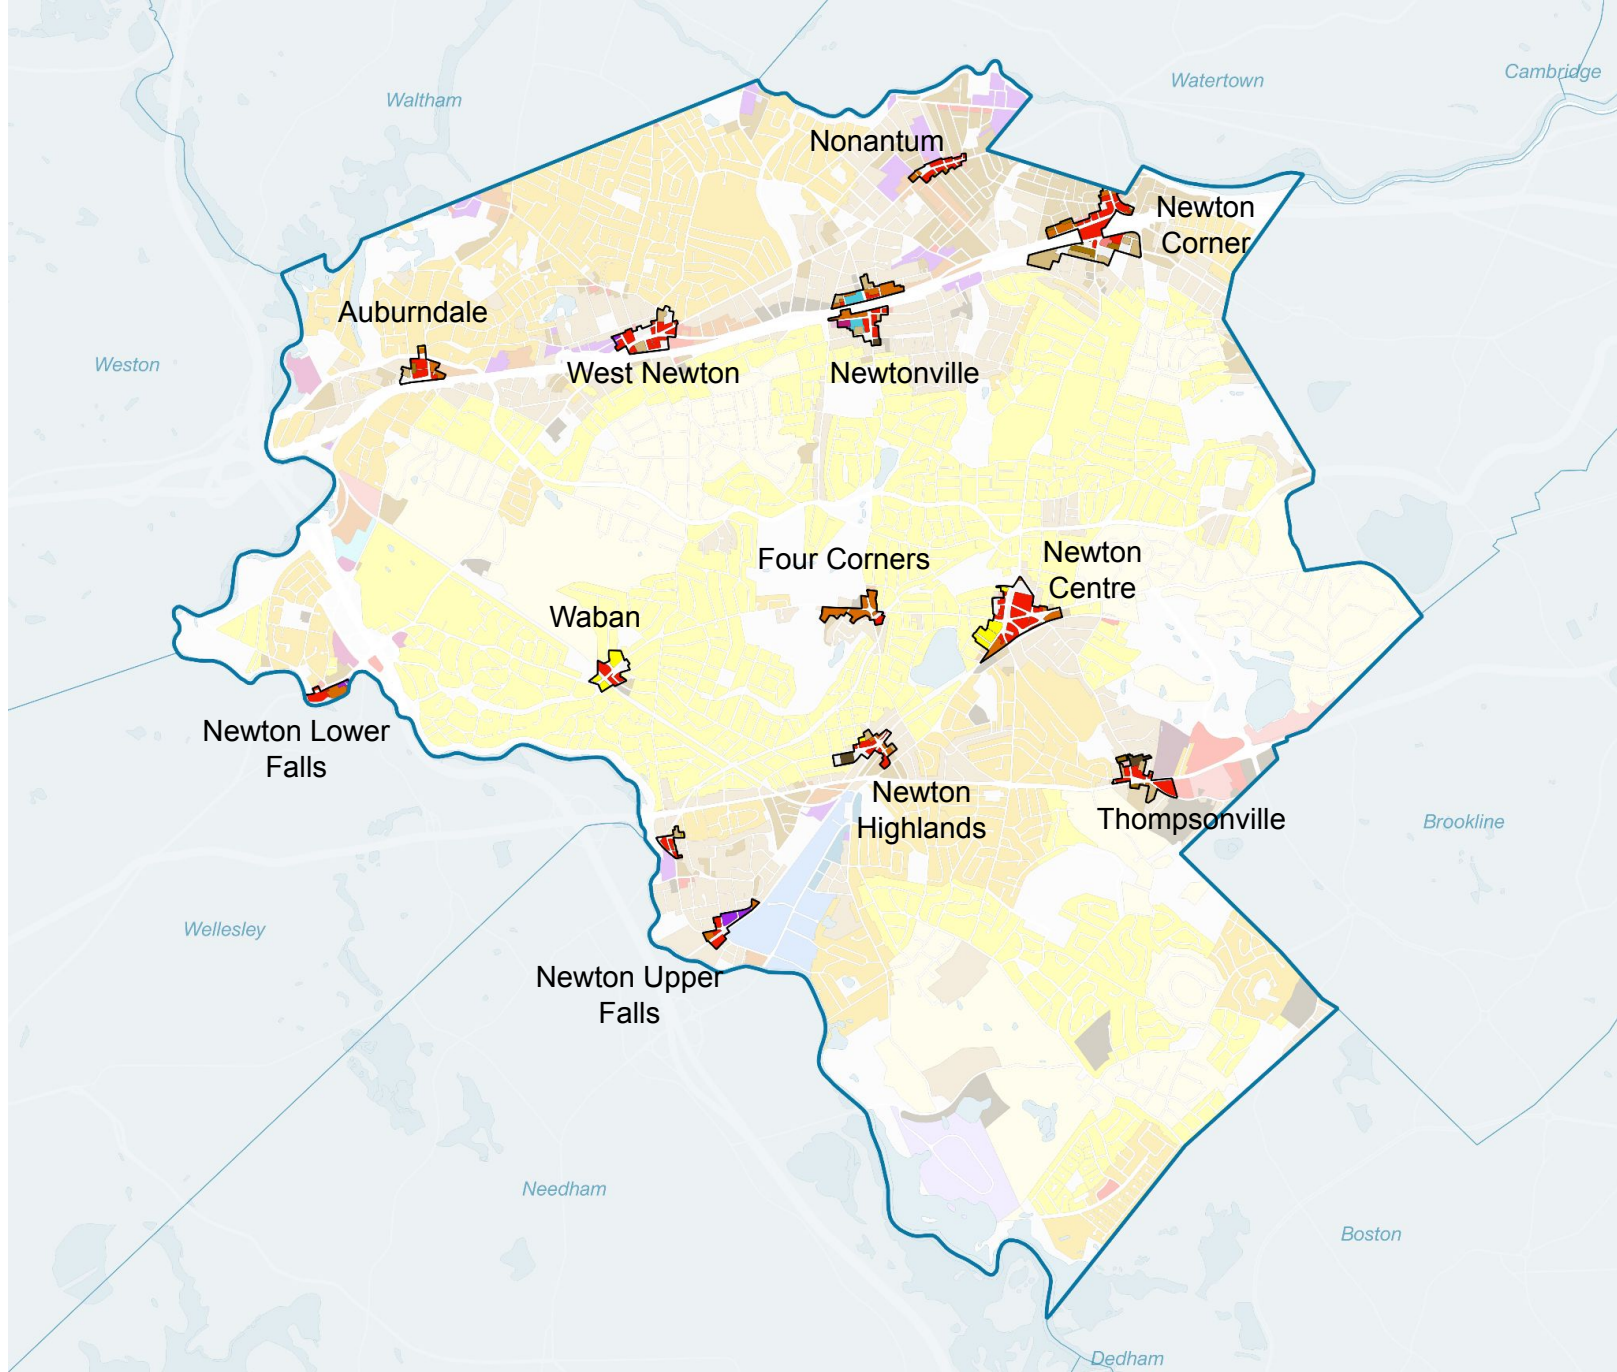 Cambridge
Watertown
Waltham
Nonantum
Newton
Corner
Auburndale
Weston
West Newton
Newtonville
Four Corners
Newton
Centre
Waban
Newton Lower
Falls
Newton
Highlands
Thompsonville
Brookline
Wellesley
Newton Upper
Falls
Needham
Boston
Dedham